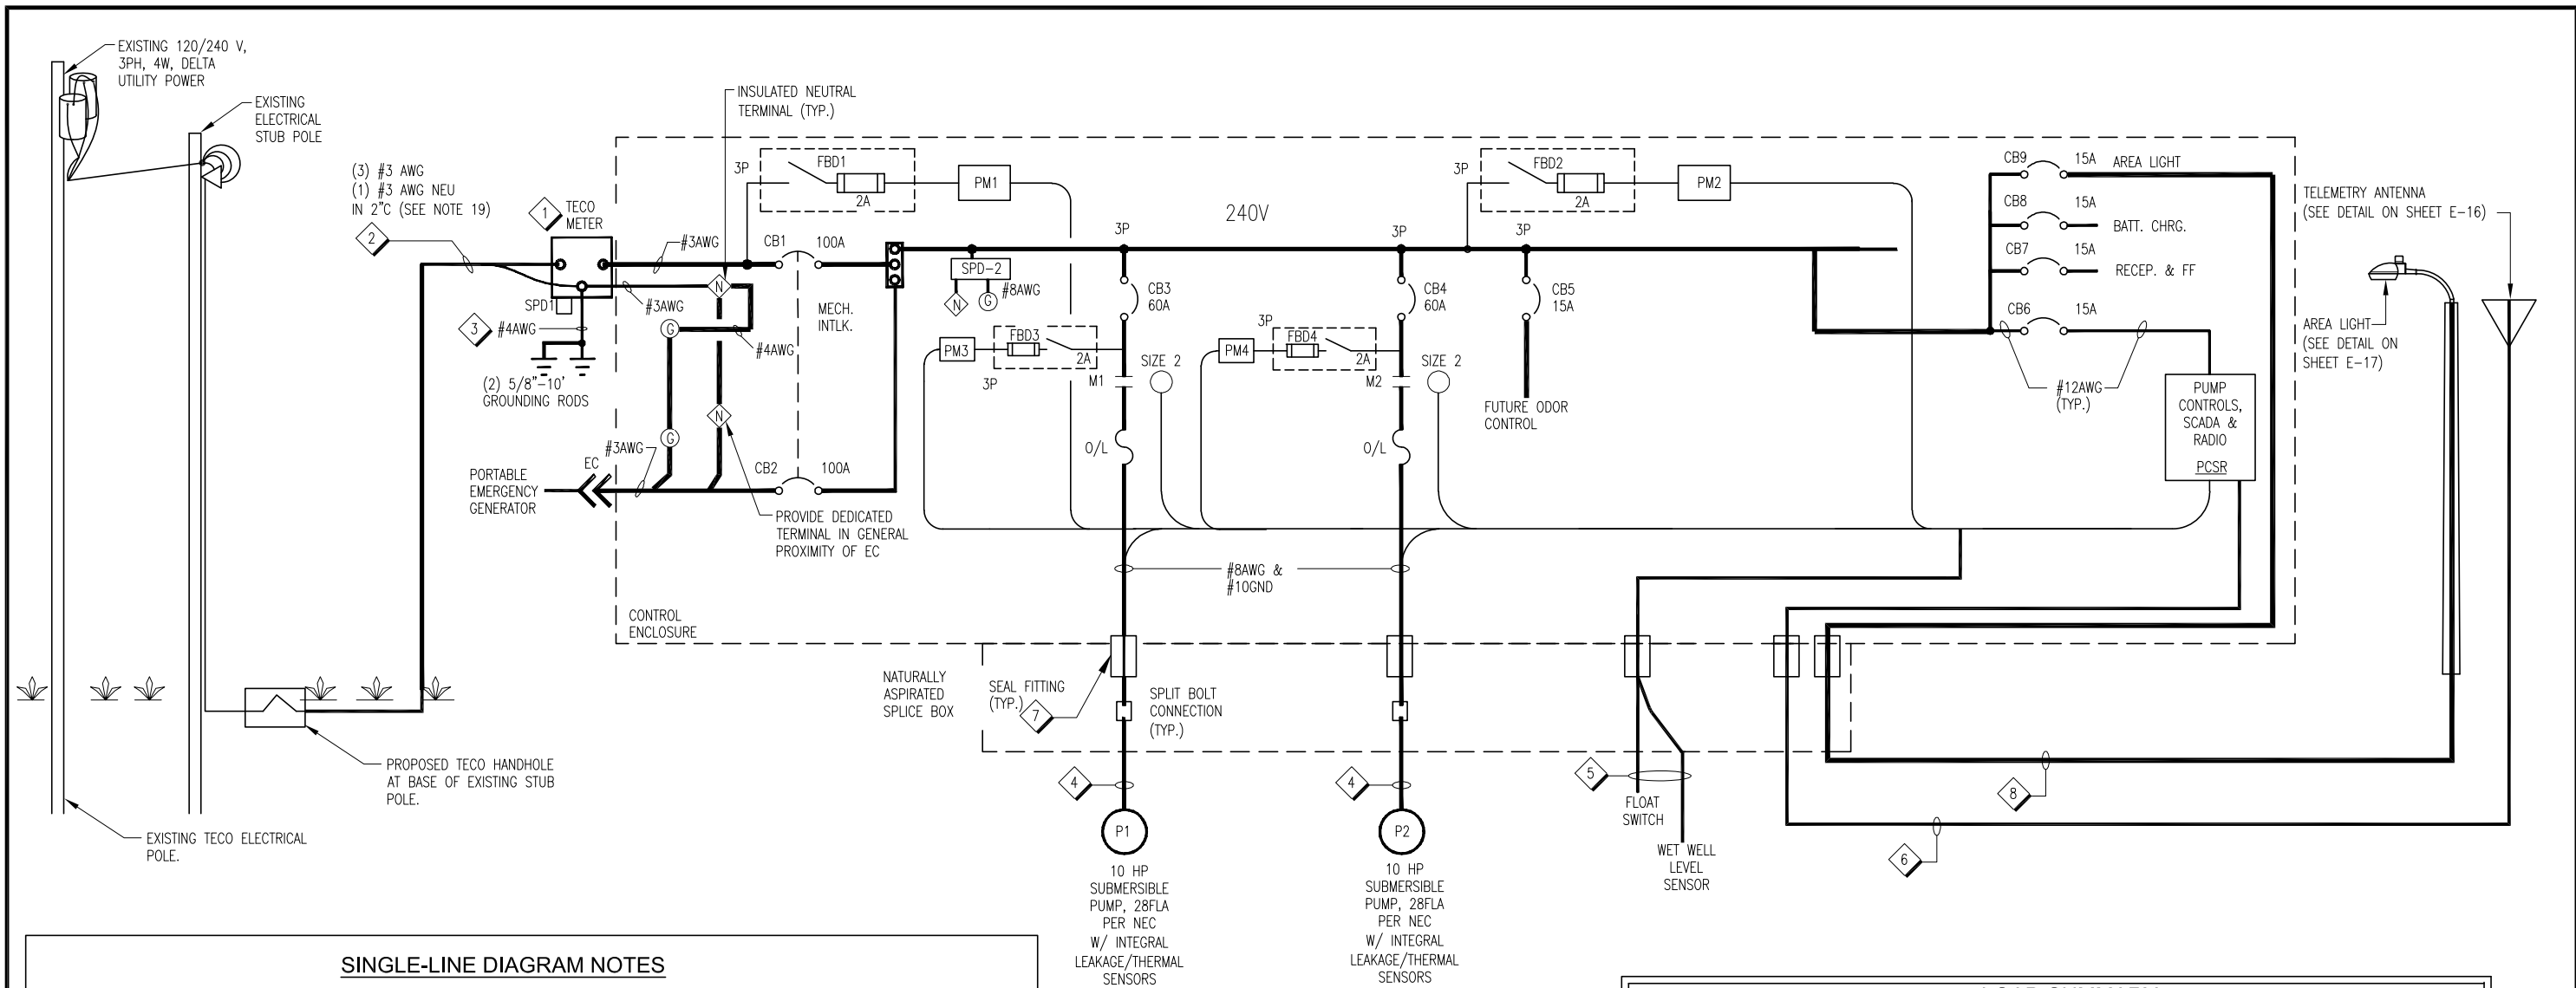 EXISTING 120/240 V,
3PH, 4W, DELTA
UTILITY POWER
EXISTING
ELECTRICAL
STUB POLE
(3) #3 AWG
(1) #3 AWG NEU
IN 2"C (SEE NOTE 19)
2
1
TECO
METER
SPD1
3
#4AWG
(2) 5/8"-10'
GROUNDING RODS
INSULATED NEUTRAL
TERMINAL (TYP.)
#3AWG
#3AWG
N
G
#4AWG
N
G
#3AWG
EC
PORTABLE
EMERGENCY
GENERATOR
CB1
100A
MECH.
INTLK.
CB2
100A
PROVIDE DEDICATED
TERMINAL IN GENERAL
PROXIMITY OF EC
3P
FBD1
2A
PM1
240V
SPD-2
N
G
#8AWG
3P
CB3
60A
PM3
FBD3
2A
3P
M1
SIZE 2
O/L
3P
CB4
60A
3P
PM4
FBD4
2A
M2
SIZE 2
O/L
3P
FBD2
2A
PM2
3P
CB5
15A
FUTURE ODOR
CONTROL
CB9
15A
AREA LIGHT
CB8
15A
BATT. CHRG.
CB7
15A
RECEP. & FF
CB6
15A
#12AWG
(TYP.)
PUMP
CONTROLS,
SCADA &
RADIO
PCSR
TELEMETRY ANTENNA
(SEE DETAIL ON SHEET E-16)
AREA LIGHT
(SEE DETAIL ON
SHEET E-17)
#8AWG &
#10GND
CONTROL
ENCLOSURE
NATURALLY
ASPIRATED
SPLICE BOX
SEAL FITTING
(TYP.)
7
SPLIT BOLT
CONNECTION
(TYP.)
PROPOSED TECO HANDHOLE
AT BASE OF EXISTING STUB
POLE.
EXISTING TECO ELECTRICAL
POLE.
4
P1
10 HP
SUBMERSIBLE
PUMP, 28FLA
PER NEC
W/ INTEGRAL
LEAKAGE/THERMAL
SENSORS
4
P2
10 HP
SUBMERSIBLE
PUMP, 28FLA
PER NEC
W/ INTEGRAL
LEAKAGE/THERMAL
SENSORS
5
FLOAT
SWITCH
WET WELL
LEVEL
SENSOR
8
6
SINGLE-LINE DIAGRAM NOTES